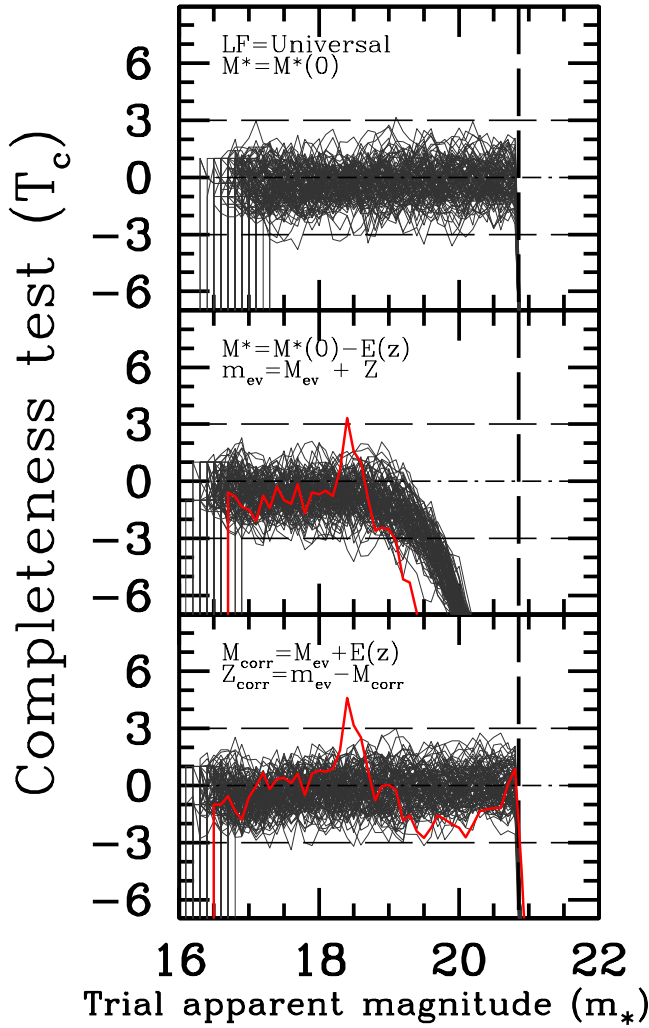 LF=Universal
M*=M*(0)
6
3
0
−3
−6
M*=M*(0)−E(z)
m_ev=M_ev + Z
6
3
0
−3
−6
M_corr=M_ev+E(z)
Z_corr=m_ev−M_corr
6
3
0
−3
−6
Completeness test (T_c)
16 18 20 22
Trial apparent magnitude (m_*)